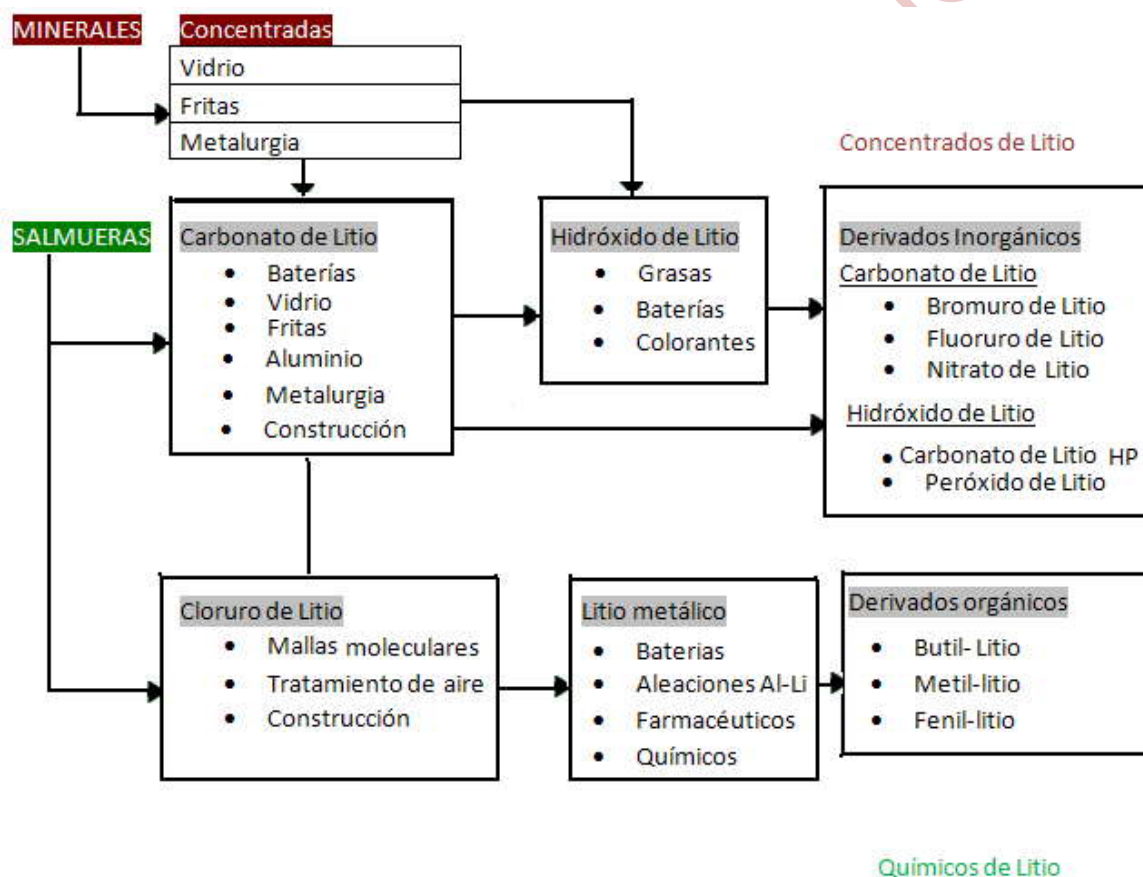 MINERALES
Concentradas
Vidrio
Fritas
Metalurgia
Concentrados de Litio
SALMUERAS
Carbonato de Litio
• Baterías
• Vidrio
• Fritas
• Aluminio
• Metalurgia
• Construcción
Hidróxido de Litio
• Grasas
• Baterías
• Colorantes
Derivados Inorgánicos
Carbonato de Litio
• Bromuro de Litio
• Fluoruro de Litio
• Nitrato de Litio
Hidróxido de Litio
• Carbonato de Litio HP
• Peróxido de Litio
Cloruro de Litio
• Mallas moleculares
• Tratamiento de aire
• Construcción
Litio metálico
• Baterias
• Aleaciones Al-Li
• Farmacéuticos
• Químicos
Derivados orgánicos
• Butil- Litio
• Metil-litio
• Fenil-litio
Químicos de Litio